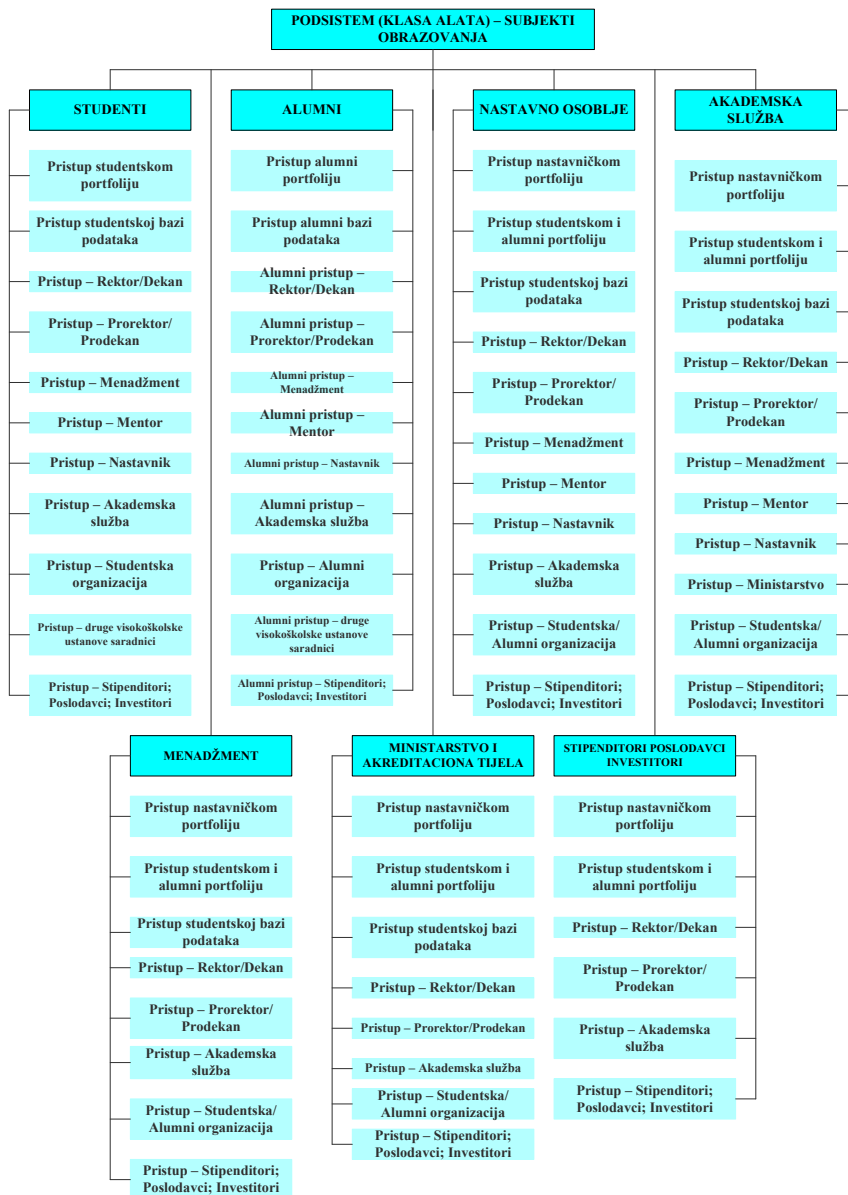 PODSISTEM (KLASA ALATA) – SUBJEKTI
OBRAZOVANJA
STUDENTI
Pristup studentskom
portfoliju
Pristup studentskoj bazi
podataka
Pristup – Rektor/Dekan
Pristup – Prorektor/
Prodekan
Pristup – Menadžment
Pristup – Mentor
Pristup – Nastavnik
Pristup – Akademska
služba
Pristup – Studentska
organizacija
Pristup – druge visokoškolske
ustanove saradnici
Pristup – Stipenditori;
Poslodavci; Investitori
ALUMNI
Pristup alumni
portfoliju
Pristup alumni bazi
podataka
Alumni pristup –
Rektor/Dekan
Alumni pristup –
Prorektor/Prodekan
Alumni pristup –
Menadžment
Alumni pristup –
Mentor
Alumni pristup – Nastavnik
Alumni pristup –
Akademska služba
Pristup – Alumni
organizacija
Alumni pristup – druge
visokoškolske ustanove
saradnici
Alumni pristup – Stipenditori;
Poslodavci; Investitori
NASTAVNO OSOBLJE
Pristup nastavničkom
portfoliju
Pristup studentskom i
alumni portfoliju
Pristup studentskoj bazi
podataka
Pristup – Rektor/Dekan
Pristup – Prorektor/
Prodekan
Pristup – Menadžment
Pristup – Mentor
Pristup – Nastavnik
Pristup – Akademska
služba
Pristup – Studentska/
Alumni organizacija
Pristup – Stipenditori;
Poslodavci; Investitori
AKADEMSKA
SLUŽBA
Pristup nastavničkom
portfoliju
Pristup studentskom i
alumni portfoliju
Pristup studentskoj bazi
podataka
Pristup – Rektor/Dekan
Pristup – Prorektor/
Prodekan
Pristup – Menadžment
Pristup – Mentor
Pristup – Nastavnik
Pristup – Ministarstvo
Pristup – Studentska/
Alumni organizacija
Pristup – Stipenditori;
Poslodavci; Investitori
MENADŽMENT
Pristup nastavničkom
portfoliju
Pristup studentskom i
alumni portfoliju
Pristup studentskoj bazi
podataka
Pristup – Rektor/Dekan
Pristup – Prorektor/
Prodekan
Pristup – Akademska
služba
Pristup – Studentska/
Alumni organizacija
Pristup – Stipenditori;
Poslodavci; Investitori
MINISTARSTVO I
AKREDITACIONA TIJELA
Pristup nastavničkom
portfoliju
Pristup studentskom i
alumni portfoliju
Pristup studentskoj bazi
podataka
Pristup – Rektor/Dekan
Pristup – Prorektor/Prodekan
Pristup – Akademska služba
Pristup – Studentska/
Alumni organizacija
Pristup – Stipenditori;
Poslodavci; Investitori
STIPENDITORI POSLODAVCI
INVESTITORI
Pristup nastavničkom
portfoliju
Pristup studentskom i
alumni portfoliju
Pristup – Rektor/Dekan
Pristup – Prorektor/
Prodekan
Pristup – Akademska
služba
Pristup – Stipenditori;
Poslodavci; Investitori